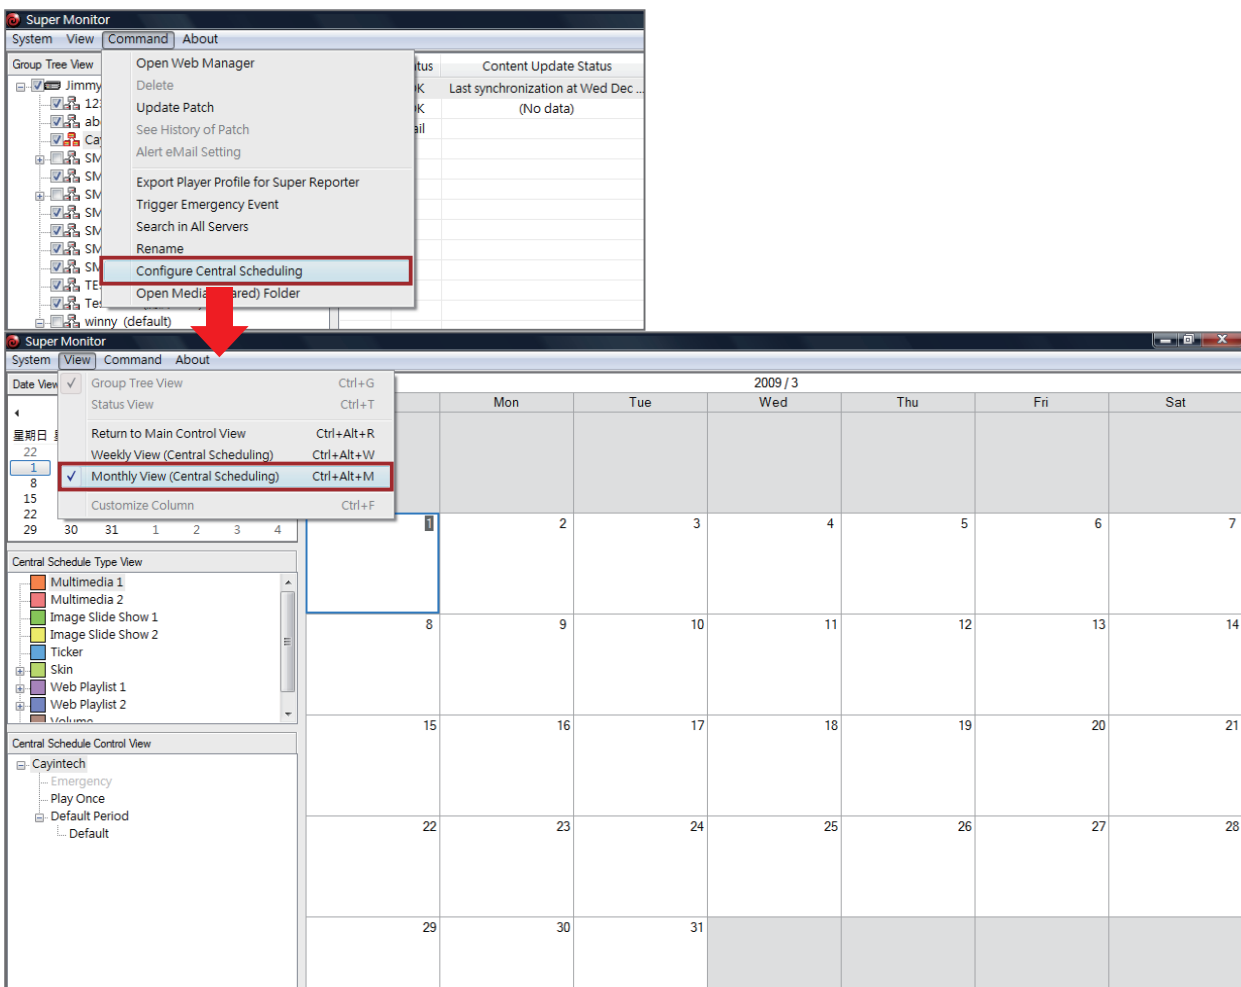 Super Monitor
System View Command About
Group Tree View
Open Web Manager
Delete
Update Patch
See History of Patch
Alert eMail Setting
Export Player Profile for Super Reporter
Trigger Emergency Event
Search in All Servers
Rename
Configure Central Scheduling
Open Media
ared) Folder
Content Update Status
Last synchronization at Wed Dec ...
(No data)
Jimmy
winny (default)
Super Monitor
System View Command About
Date View
Group Tree View Ctrl+G
Status View Ctrl+T
Return to Main Control View Ctrl+Alt+R
Weekly View (Central Scheduling) Ctrl+Alt+W
Monthly View (Central Scheduling) Ctrl+Alt+M
Customize Column Ctrl+F
星期日
22
1
8
15
22
29 30 31 1 2 3 4
2009 / 3
Mon Tue Wed Thu Fri Sat
1 2 3 4 5 6 7
8 9 10 11 12 13 14
15 16 17 18 19 20 21
22 23 24 25 26 27 28
29 30 31
Central Schedule Type View
Multimedia 1
Multimedia 2
Image Slide Show 1
Image Slide Show 2
Ticker
Skin
Web Playlist 1
Web Playlist 2
Volume
Central Schedule Control View
Cayintech
Emergency
Play Once
Default Period
Default